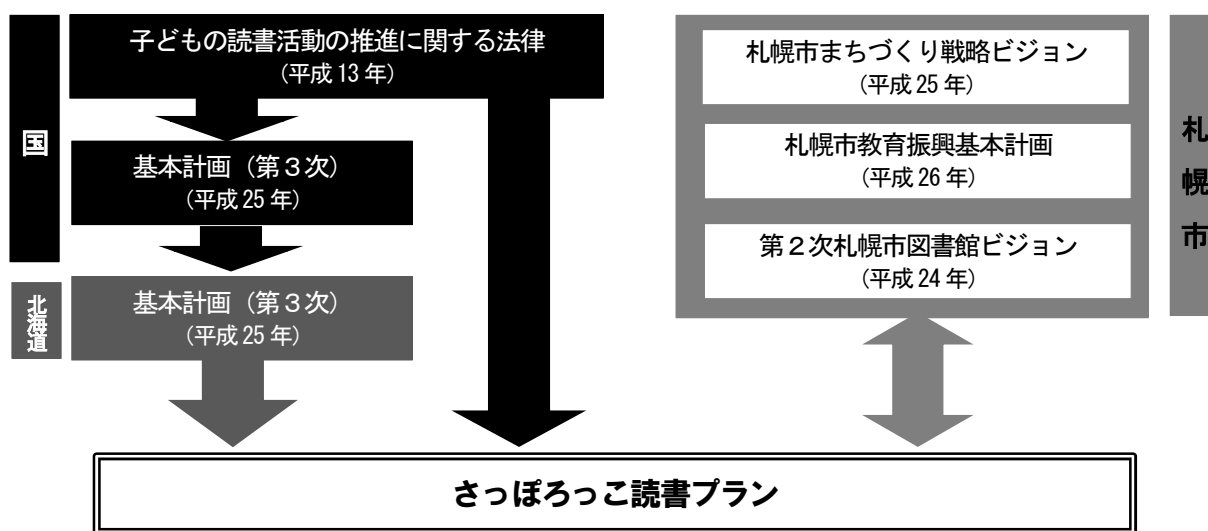 国
子どもの読書活動の推進に関する法律
（平成 13 年）
基本計画（第３次）
（平成 25 年）
北海道
基本計画（第３次）
（平成 25 年）
札幌市まちづくり戦略ビジョン
（平成 25 年）
札幌市教育振興基本計画
（平成 26 年）
第２次札幌市図書館ビジョン
（平成 24 年）
札幌市
さっぽろっこ読書プラン